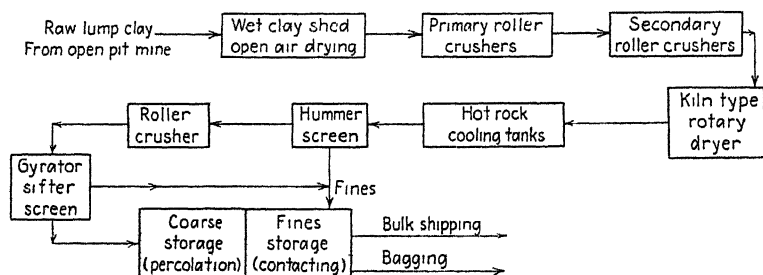 Raw lump clay
From open pit mine
Wet clay shed
open air drying
Primary roller
crushers
Secondary
roller crushers
Kiln type
rotary
dryer
Hot rock
cooling tanks
Hummer
screen
Roller
crusher
Gyrator
sifter
screen
Fines
Coarse
storage
(percolation)
Fines
storage
(contacting)
Bulk shipping
Bagging